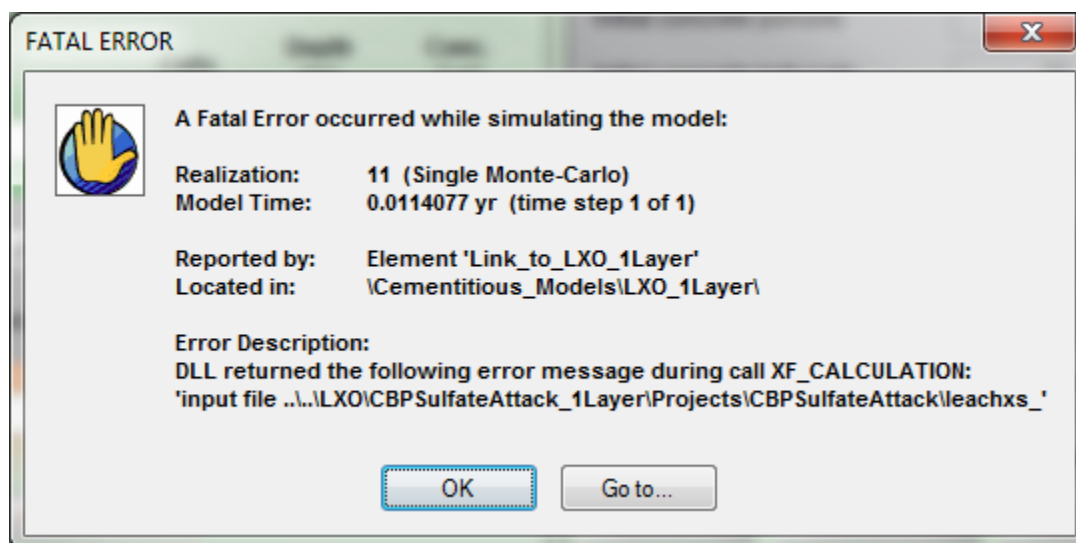 FATAL ERROR
A Fatal Error occurred while simulating the model:
Realization: 11 (Single Monte-Carlo)
Model Time: 0.0114077 yr (time step 1 of 1)
Reported by: Element 'Link_to_LXO_1Layer'
Located in: \Cementitious_Models\LXO_1Layer\
Error Description:
DLL returned the following error message during call XF_CALCULATION:
'input file ..\..\LXO\CBPSulfateAttack_1Layer\Projects\CBPSulfateAttack\leachxs_'
OK Go to...